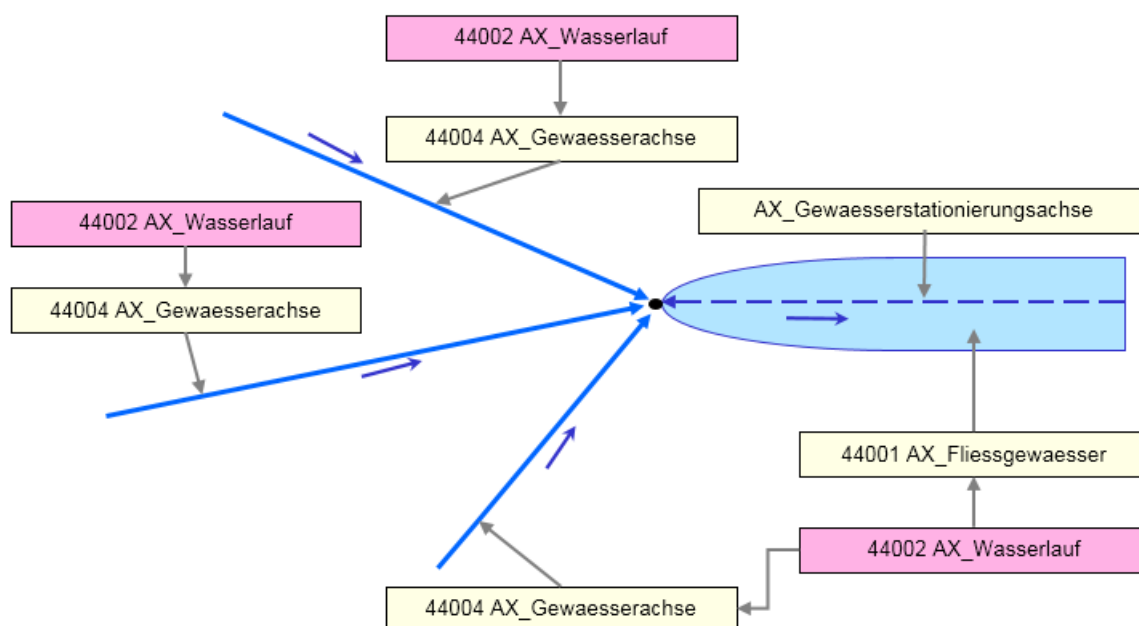 44002 AX_Wasserlauf
44004 AX_Gewaesserachse
44002 AX_Wasserlauf
AX_Gewaesserstationierungsachse
44004 AX_Gewaesserachse
44001 AX_Fliessgewaesser
44002 AX_Wasserlauf
44004 AX_Gewaesserachse